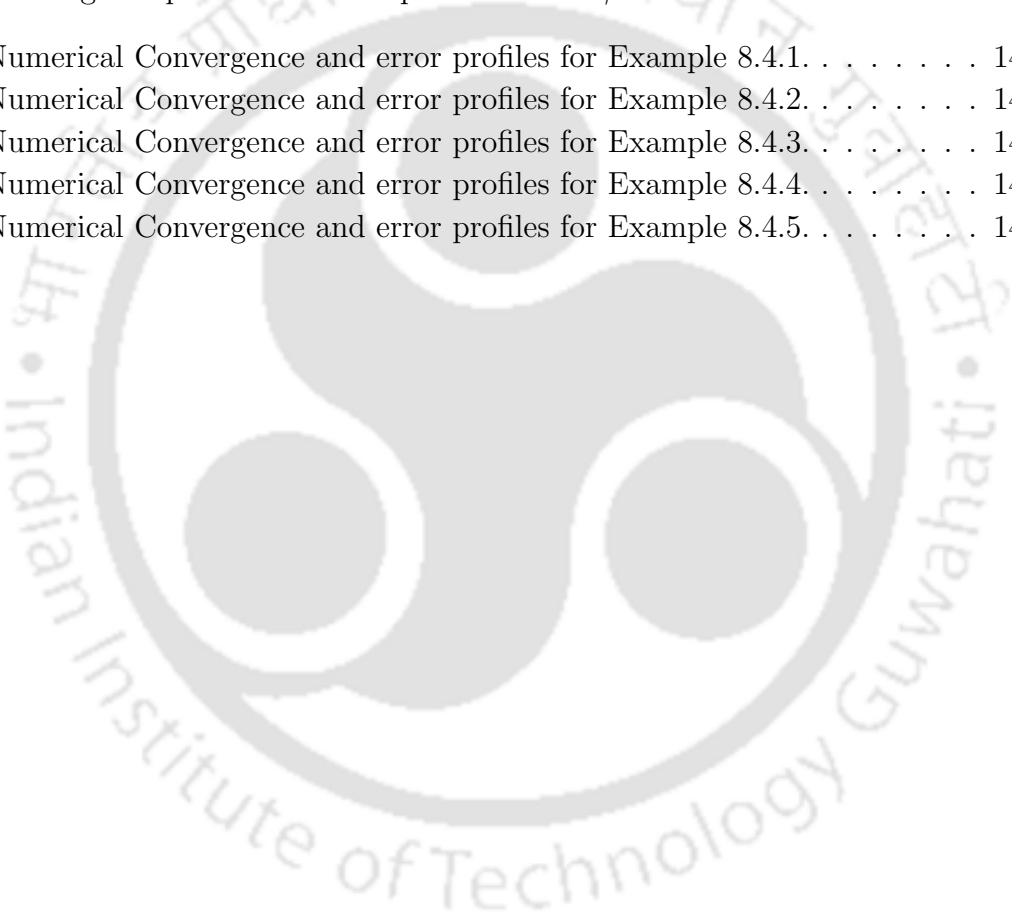 Numerical Convergence and error profiles for Example 8.4.1. . . . . . . . . 14
Numerical Convergence and error profiles for Example 8.4.2. . . . . . . . . 14
Numerical Convergence and error profiles for Example 8.4.3. . . . . . . . . 14
Numerical Convergence and error profiles for Example 8.4.4. . . . . . . . . 14
Numerical Convergence and error profiles for Example 8.4.5. . . . . . . . . 14
• Indian Institute of Technology Guwahati •